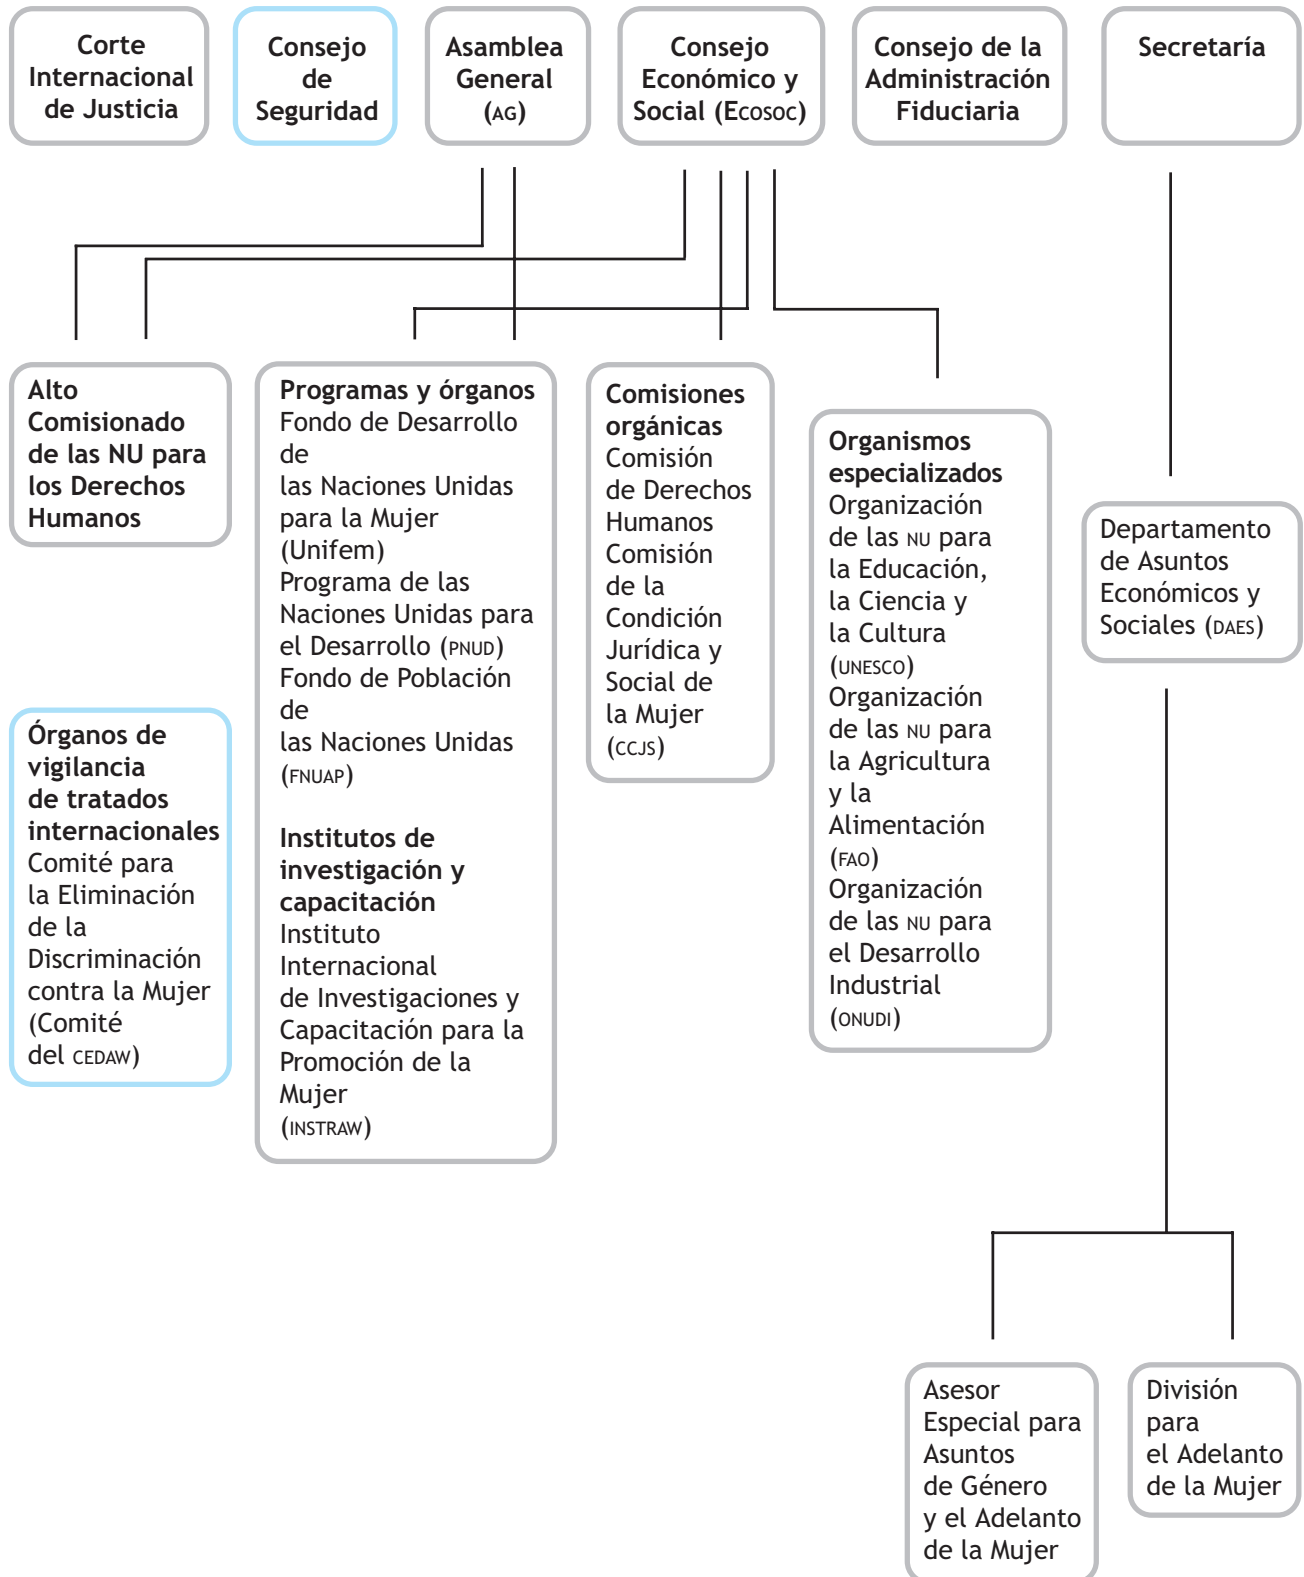 Corte
Internacional
de Justicia
Consejo
de
Seguridad
Asamblea
General
(AG)
Consejo
Económico y
Social (Ecosoc)
Consejo de la
Administración
Fiduciaria
Secretaría
Alto
Comisionado
de las NU para
los Derechos
Humanos
Órganos de
vigilancia
de tratados
internacionales
Comité para
la Eliminación
de la
Discriminación
contra la Mujer
(Comité
del CEDAW)
Programas y órganos
Fondo de Desarrollo
de
las Naciones Unidas
para la Mujer
(Unifem)
Programa de las
Naciones Unidas para
el Desarrollo (PNUD)
Fondo de Población
de
las Naciones Unidas
(FNUAP)
Institutos de
investigación y
capacitación
Instituto
Internacional
de Investigaciones y
Capacitación para la
Promoción de la
Mujer
(INSTRAW)
Comisiones
orgánicas
Comisión
de Derechos
Humanos
Comisión
de la
Condición
Jurídica y
Social de
la Mujer
(CCJS)
Organismos
especializados
Organización
de las NU para
la Educación,
la Ciencia y
la Cultura
(UNESCO)
Organización
de las NU para
la Agricultura
y la
Alimentación
(FAO)
Organización
de las NU para
el Desarrollo
Industrial
(ONUDI)
Departamento
de Asuntos
Económicos y
Sociales (DAES)
Asesor
Especial para
Asuntos
de Género
y el Adelanto
de la Mujer
División
para
el Adelanto
de la Mujer